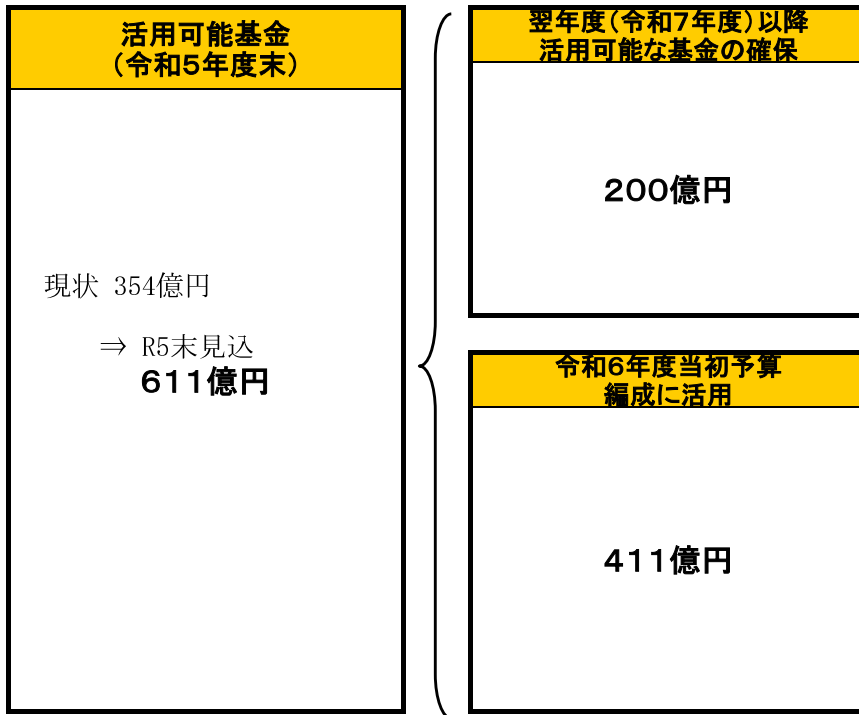 活用可能基金
（令和５年度末）
現状 354億円
⇒ R5末見込
６１１億円
翌年度（令和７年度）以降
活用可能な基金の確保
２００億円
令和６年度当初予算
編成に活用
４１１億円